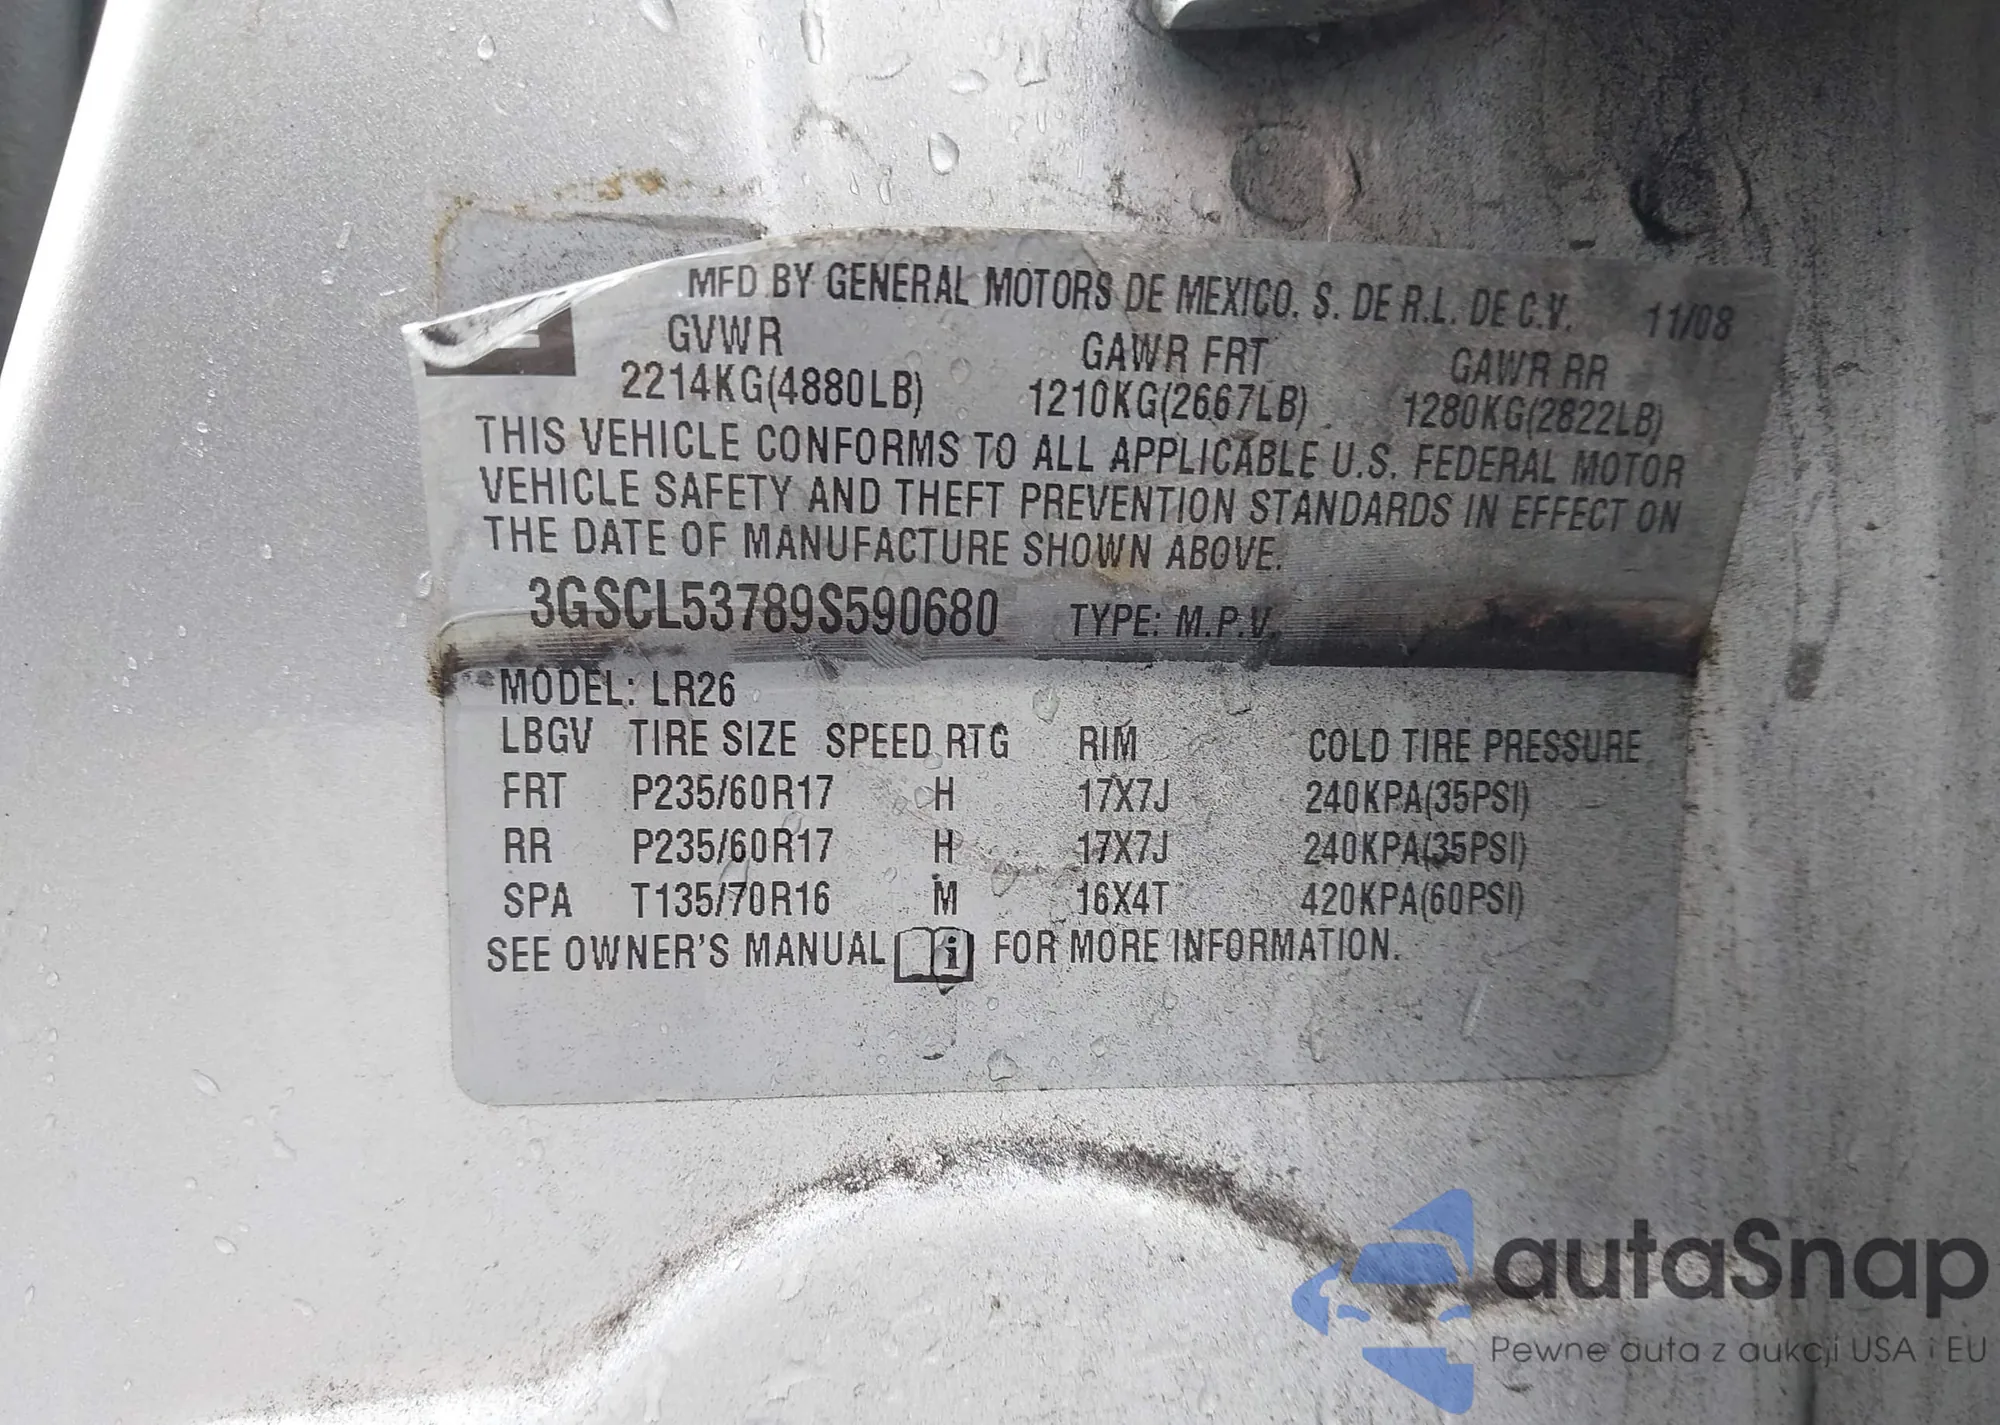 MFD BY GENERAL MOTORS DE MEXICO. S. DE R.L. DE C.V. 11/08
GVWR GAWR FRT GAWR RR
2214KG(4880LB) 1210KG(2667LB) 1280KG(2822LB)
THIS VEHICLE CONFORMS TO ALL APPLICABLE U.S. FEDERAL MOTOR
VEHICLE SAFETY AND THEFT PREVENTION STANDARDS IN EFFECT ON
THE DATE OF MANUFACTURE SHOWN ABOVE.
3GSCL53789S590680 TYPE: M.P.V.
MODEL: LR26
LBGV TIRE SIZE SPEED RTG RIM COLD TIRE PRESSURE
FRT P235/60R17 H 17X7J 240KPA(35PSI)
RR P235/60R17 H 17X7J 240KPA(35PSI)
SPA T135/70R16 M 16X4T 420KPA(60PSI)
SEE OWNER'S MANUAL i FOR MORE INFORMATION.
autaSnap
Pewne auta z aukcji USA i EU